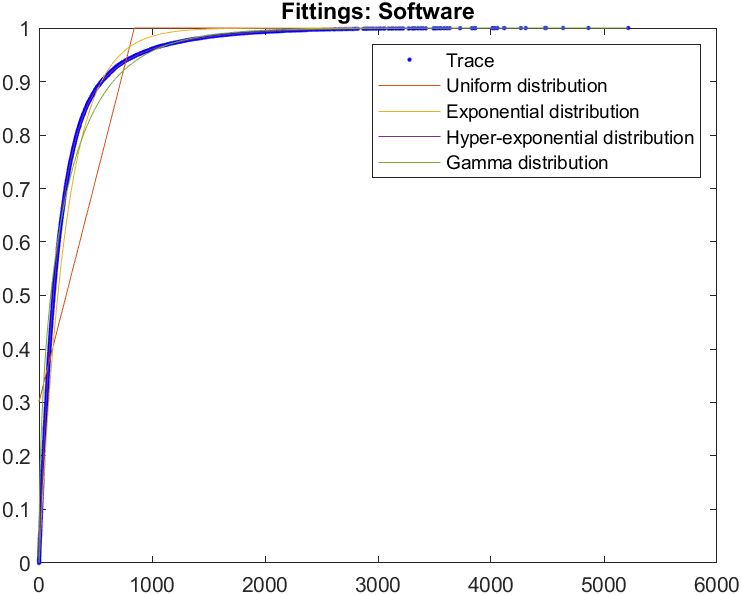 Fittings: Software
1
0.9
0.8
0.7
0.6
0.5
0.4
0.3
0.2
0.1
0
Trace
Uniform distribution
Exponential distribution
Hyper-exponential distribution
Gamma distribution
0 1000 2000 3000 4000 5000 6000